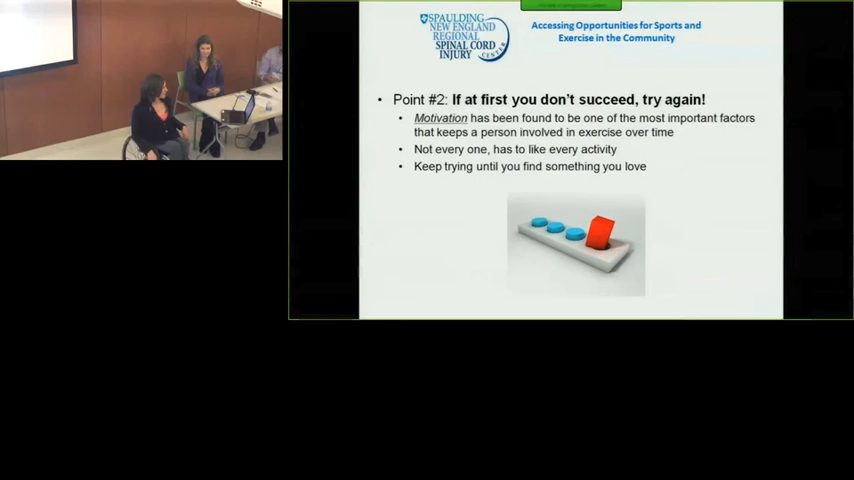 SPAULDING
NEW ENGLAND
REGIONAL
SPINAL CORD
INJURY
CENTER
Accessing Opportunities for Sports and
Exercise in the Community
• Point #2: If at first you don't succeed, try again!
• Motivation has been found to be one of the most important factors
that keeps a person involved in exercise over time
• Not every one, has to like every activity
• Keep trying until you find something you love